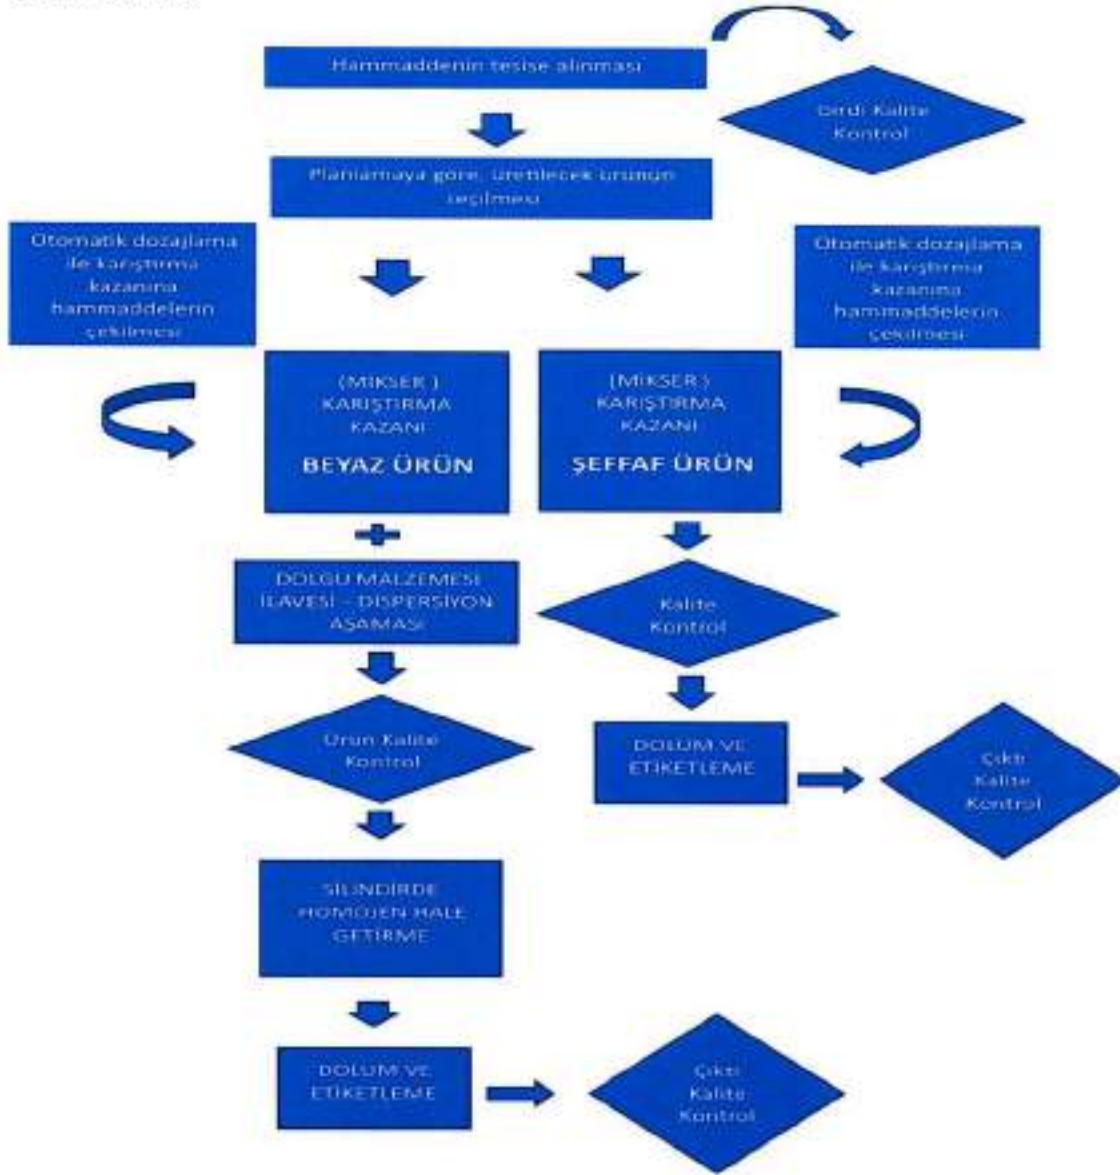 Hammaddenin tesise alınması
Girdi Kalite
Kontrol
Planlamaya göre, üretilecek ürünün
seçilmesi
Otomatik dozajlama
ile karıştırma
kazanına
hammaddelerin
çekilmesi
Otomatik dozajlama
ile karıştırma
kazanına
hammaddelerin
çekilmesi
(MİKSER )
KARIŞTIRMA
KAZANI
BEYAZ ÜRÜN
(MİKSER )
KARIŞTIRMA
KAZANI
ŞEFFAF ÜRÜN
DOLGU MALZEMESİ
İLAVESİ – DİSPERSİYON
AŞAMASI
Kalite
Kontrol
Ürün Kalite
Kontrol
DOLUM VE
ETİKETLEME
Çıktı
Kalite
Kontrol
SİLİNDİRDE
HOMOJEN HALE
GETİRME
DOLUM VE
ETİKETLEME
Çıktı
Kalite
Kontrol